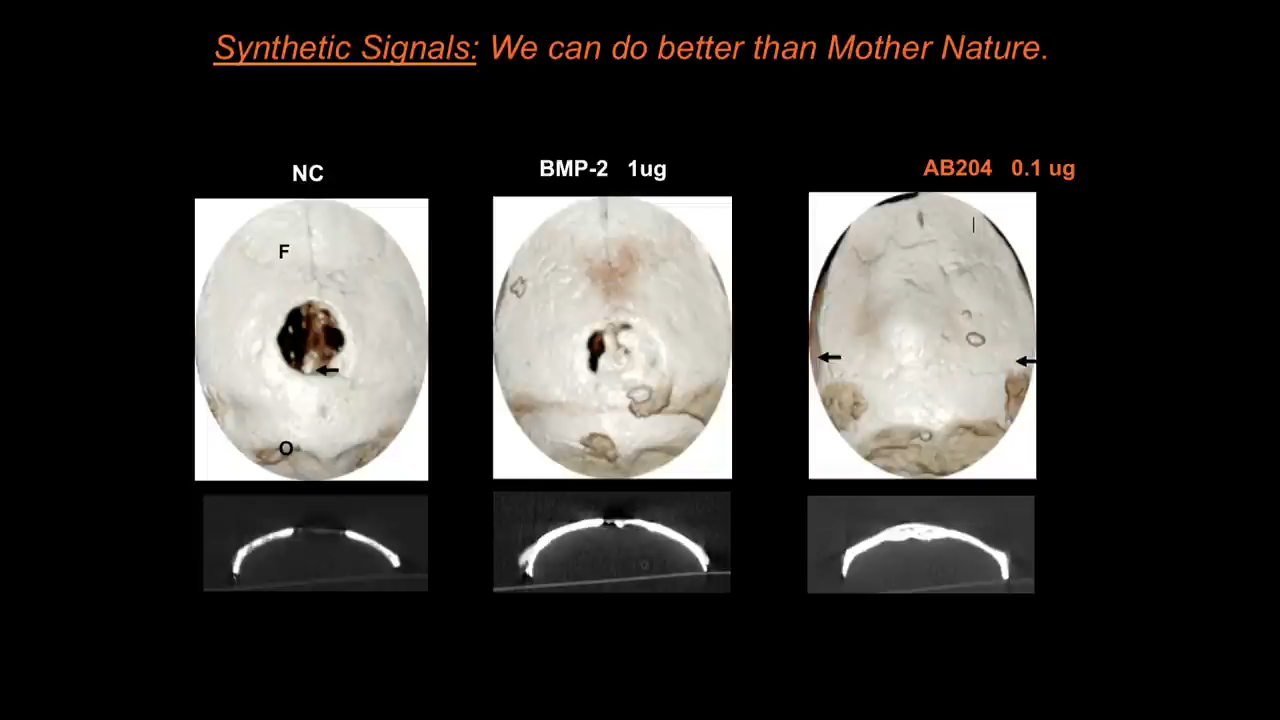 Synthetic Signals: We can do better than Mother Nature.
NC
BMP-2 1ug
AB204 0.1 ug
F
O